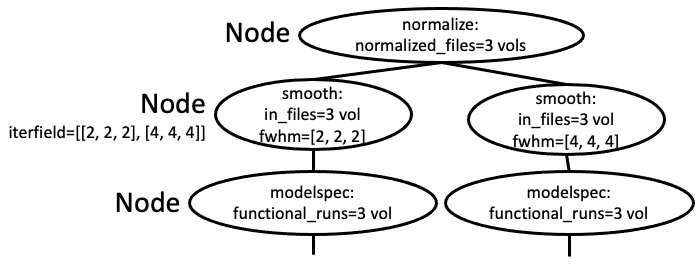 Node
normalize:
normalized_files=3 vols
Node
iterfield=[[2, 2, 2], [4, 4, 4]]
smooth:
in_files=3 vol
fwhm=[2, 2, 2]
smooth:
in_files=3 vol
fwhm=[4, 4, 4]
Node
modelspec:
functional_runs=3 vol
modelspec:
functional_runs=3 vol